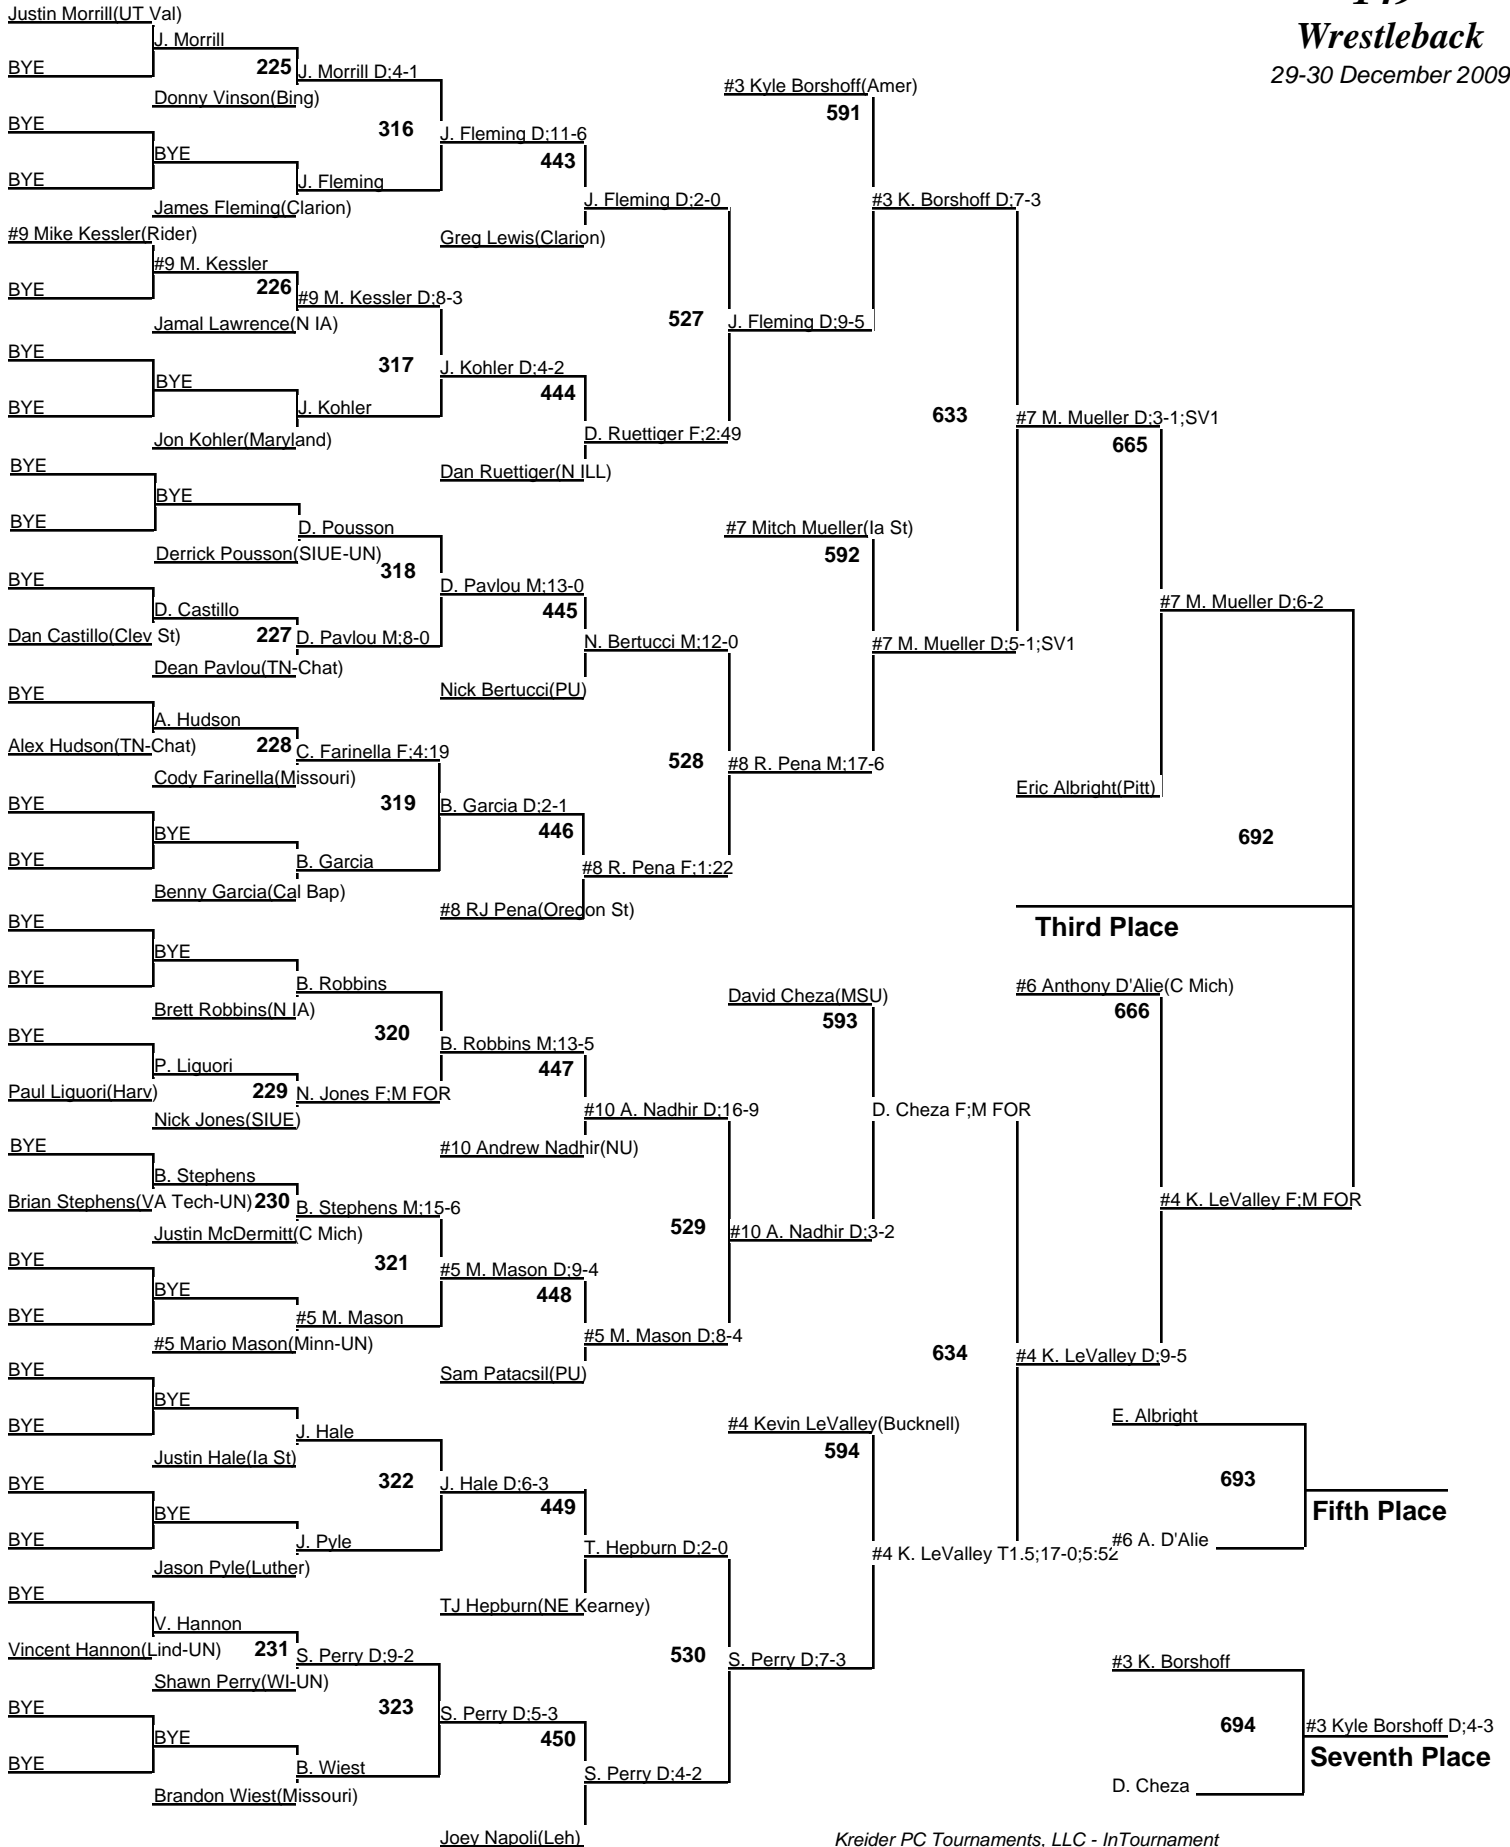 Wrestleback
29-30 December 2009
Justin Morrill(UT Val)
J. Morrill
BYE
225
J. Morrill D;4-1
Donny Vinson(Bing)
BYE
316
BYE
BYE
J. Fleming
James Fleming(Clarion)
J. Fleming D;11-6
443
J. Fleming D;2-0
Greg Lewis(Clarion)
#9 Mike Kessler(Rider)
#9 M. Kessler
BYE
226
#9 M. Kessler D;8-3
Jamal Lawrence(N IA)
BYE
317
BYE
BYE
J. Kohler
Jon Kohler(Maryland)
J. Kohler D;4-2
444
D. Ruettiger F;2:49
Dan Ruettiger(N ILL)
527
J. Fleming D;9-5
#3 Kyle Borshoff(Amer)
591
#3 K. Borshoff D;7-3
BYE
BYE
BYE
D. Pousson
Derrick Pousson(SIUE-UN)
318
BYE
D. Castillo
Dan Castillo(Clev St)
227
D. Pavlou M;8-0
Dean Pavlou(TN-Chat)
D. Pavlou M;13-0
445
N. Bertucci M;12-0
Nick Bertucci(PU)
BYE
A. Hudson
Alex Hudson(TN-Chat)
228
C. Farinella F;4:19
Cody Farinella(Missouri)
319
BYE
BYE
BYE
B. Garcia
Benny Garcia(Cal Bap)
B. Garcia D;2-1
446
#8 R. Pena F;1:22
#8 RJ Pena(Oregon St)
528
#8 R. Pena M;17-6
#7 Mitch Mueller(Ia St)
592
#7 M. Mueller D;5-1;SV1
633
#7 M. Mueller D;3-1;SV1
665
#7 M. Mueller D;6-2
Eric Albright(Pitt)
692
Third Place
BYE
BYE
BYE
B. Robbins
Brett Robbins(N IA)
320
BYE
P. Liguori
Paul Liguori(Harv)
229
N. Jones F;M FOR
Nick Jones(SIUE)
B. Robbins M;13-5
447
#10 A. Nadhir D;16-9
#10 Andrew Nadhir(NU)
BYE
B. Stephens
Brian Stephens(VA Tech-UN)
230
B. Stephens M;15-6
Justin McDermitt(C Mich)
321
BYE
BYE
BYE
#5 M. Mason
#5 Mario Mason(Minn-UN)
#5 M. Mason D;9-4
448
#5 M. Mason D;8-4
Sam Patacsil(PU)
529
#10 A. Nadhir D;3-2
David Cheza(MSU)
593
D. Cheza F;M FOR
BYE
BYE
BYE
J. Hale
Justin Hale(Ia St)
322
BYE
BYE
BYE
J. Pyle
Jason Pyle(Luther)
J. Hale D;6-3
449
T. Hepburn D;2-0
TJ Hepburn(NE Kearney)
BYE
V. Hannon
Vincent Hannon(Lind-UN)
231
S. Perry D;9-2
Shawn Perry(WI-UN)
323
BYE
BYE
BYE
B. Wiest
Brandon Wiest(Missouri)
S. Perry D;5-3
450
S. Perry D;4-2
Joey Napoli(Leh)
530
S. Perry D;7-3
#4 Kevin LeValley(Bucknell)
594
#4 K. LeValley T1.5;17-0;5:52
634
#4 K. LeValley D;9-5
#6 Anthony D'Alie(C Mich)
666
#4 K. LeValley F;M FOR
E. Albright
693
Fifth Place
#6 A. D'Alie
#3 K. Borshoff
694
#3 Kyle Borshoff D;4-3
Seventh Place
D. Cheza
Kreider PC Tournaments, LLC - InTournament